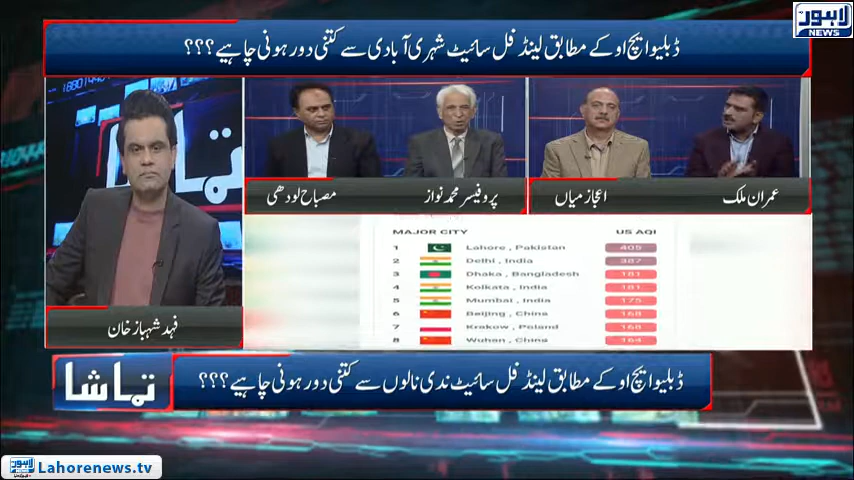 لاہور
NEWS
ڈبلیو ایچ او کے مطابق لینڈ فل سائیٹ شہری آبادی سے کتنی دور ہونی چاہیے؟؟؟
تماشا
مصباح لودھی
پروفیسر محمد نواز
اعجاز میاں
عمران ملک
فہد شہباز خان
MAJOR CITY US AQI
1 Lahore , Pakistan 405
2 Delhi , India 387
3 Dhaka , Bangladesh 181
4 Kolkata , India 181
5 Mumbai , India 175
6 Beijing , China 168
7 Krakow , Poland 168
8 Wuhan , China 164
تماشا
ڈبلیو ایچ او کے مطابق لینڈ فل سائیٹ ندی نالوں سے کتنی دور ہونی چاہیے؟؟؟
لاہور
Lahorenews.tv